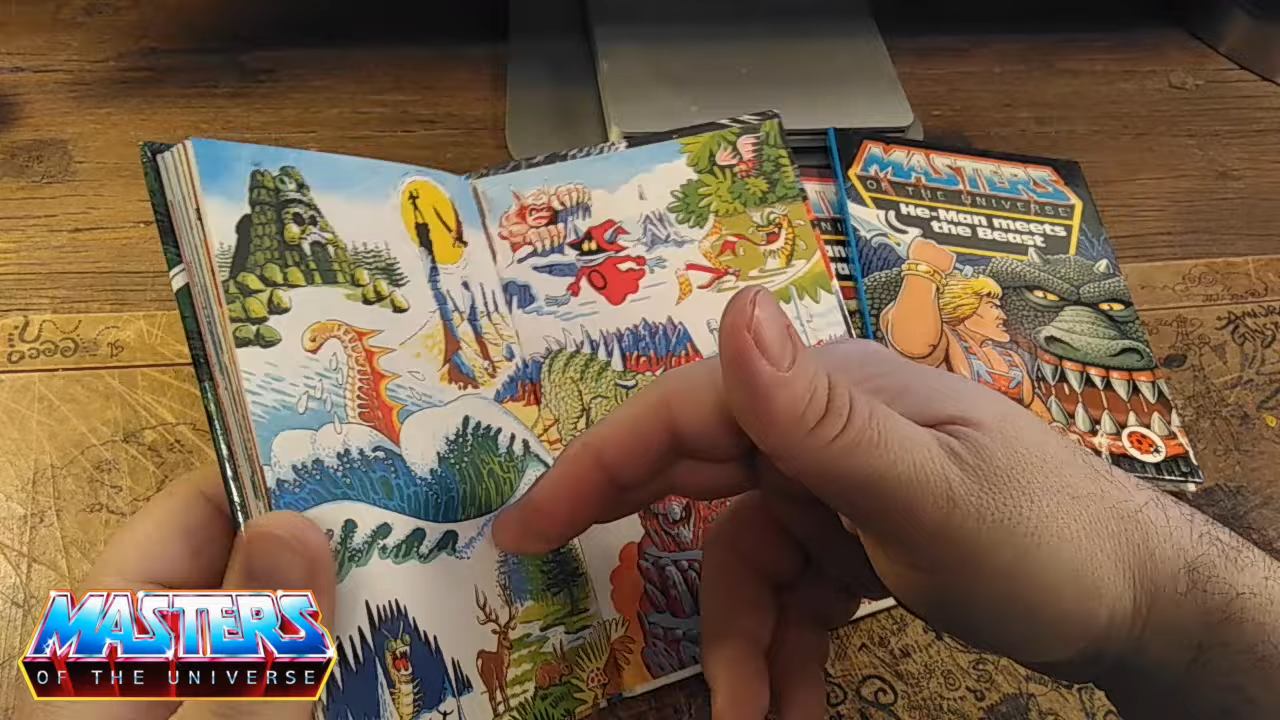 MASTERS
OF THE UNIVERSE
He-Man meets
the Beast
MASTERS
OF THE UNIVERSE